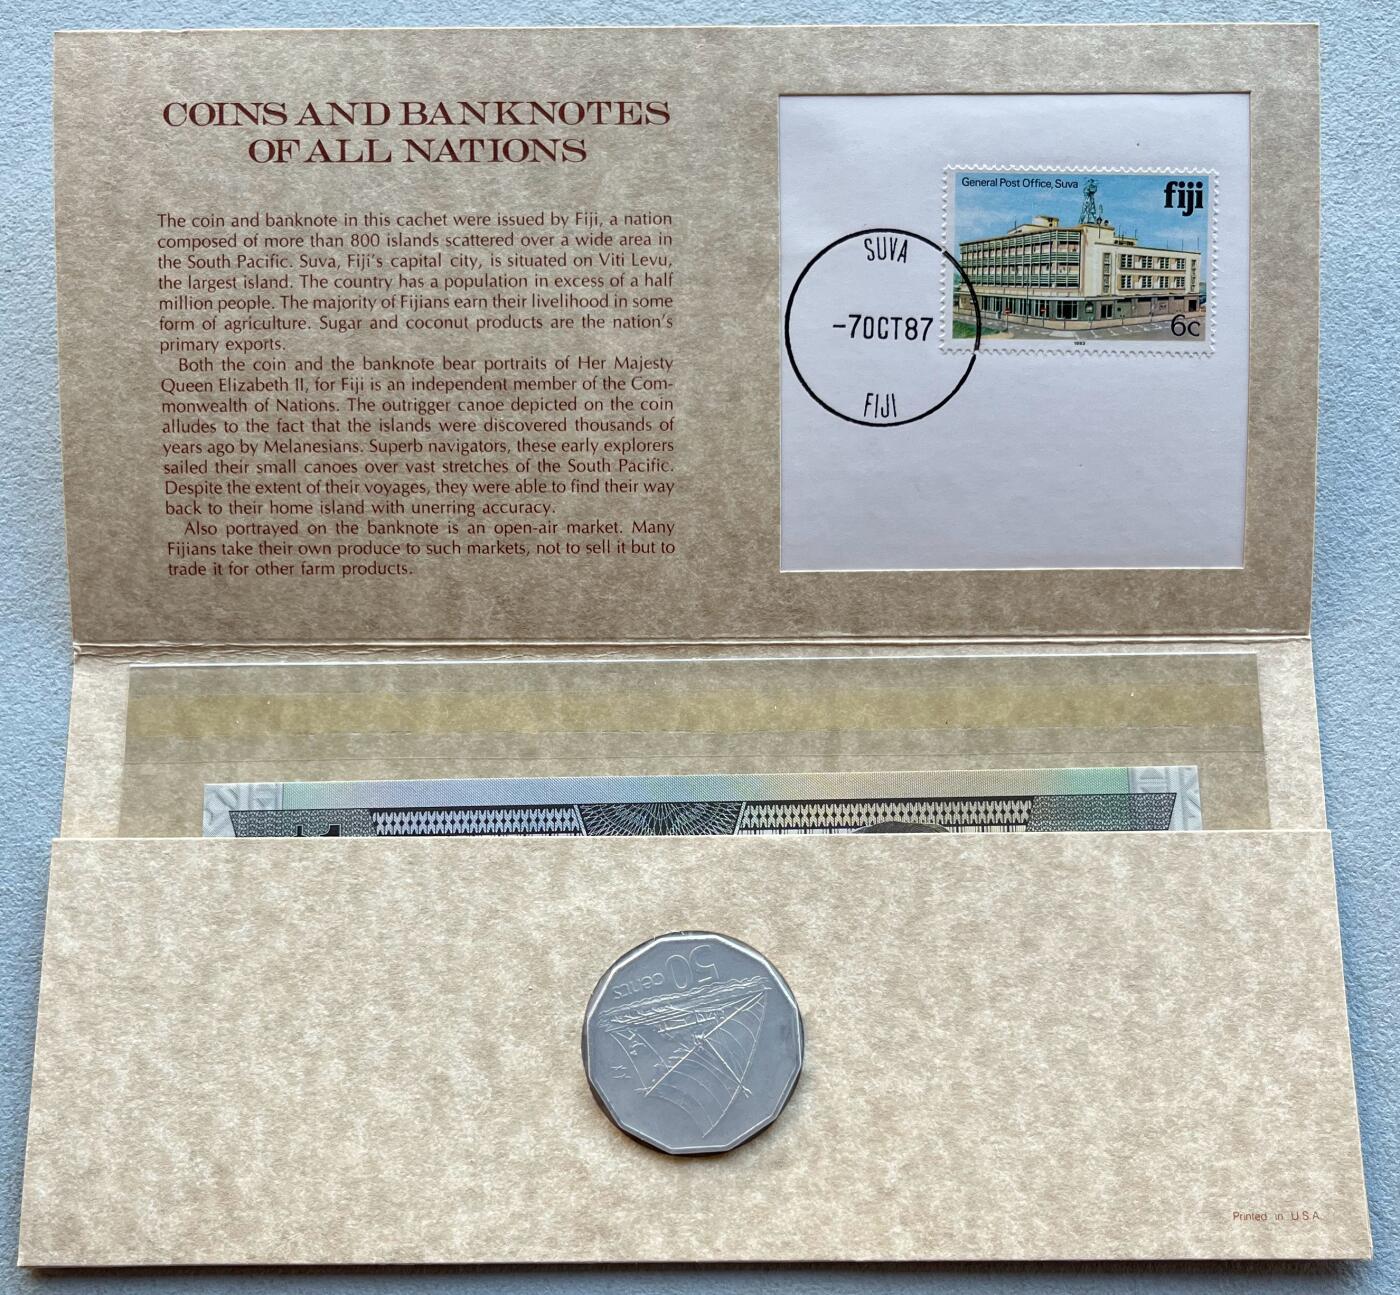 COINS AND BANKNOTES
OF ALL NATIONS
The coin and banknote in this cachet were issued by Fiji, a nation
composed of more than 800 islands scattered over a wide area in
the South Pacific. Suva, Fiji's capital city, is situated on Viti Levu,
the largest island. The country has a population in excess of a half
million people. The majority of Fijians earn their livelihood in some
form of agriculture. Sugar and coconut products are the nation's
primary exports.
Both the coin and the banknote bear portraits of Her Majesty
Queen Elizabeth II, for Fiji is an independent member of the Com-
monwealth of Nations. The outrigger canoe depicted on the coin
alludes to the fact that the islands were discovered thousands of
years ago by Melanesians. Superb navigators, these early explorers
sailed their small canoes over vast stretches of the South Pacific.
Despite the extent of their voyages, they were able to find their way
back to their home island with unerring accuracy.
Also portrayed on the banknote is an open-air market. Many
Fijians take their own produce to such markets, not to sell it but to
trade it for other farm products.
General Post Office, Suva
fiji
6c
1983
SUVA
-7OCT87
FIJI
50 cents
Printed in U.S.A.